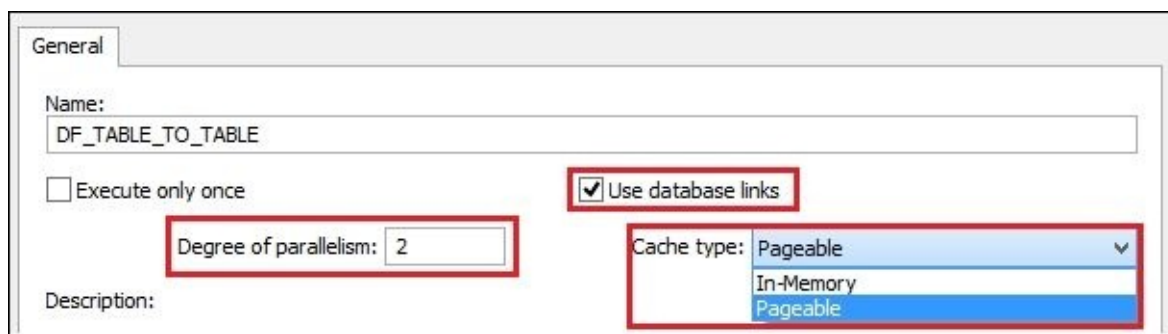 General
Name:
DF_TABLE_TO_TABLE
Execute only once
Use database links
Degree of parallelism: 2
Cache type: Pageable
In-Memory
Pageable
Description: